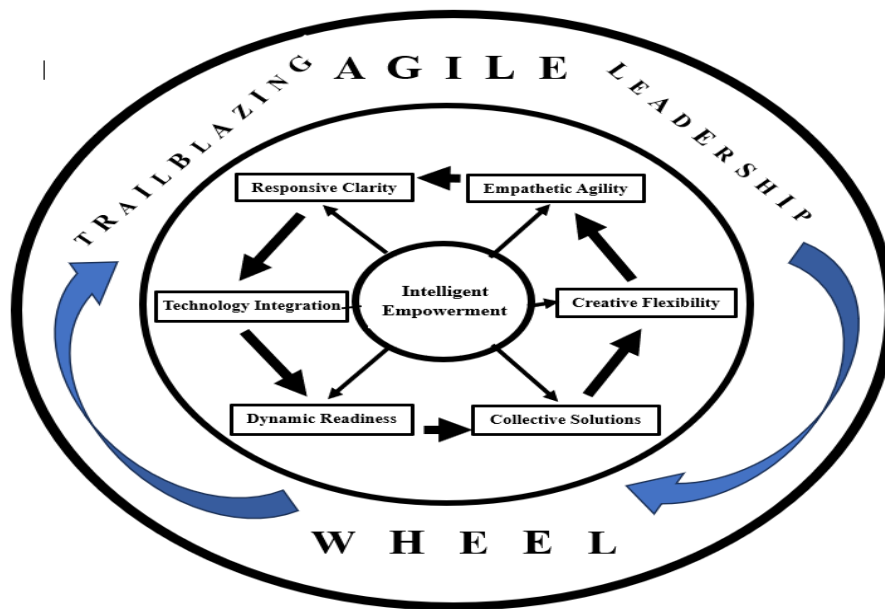 TRAILBLAZING AGILE LEADERSHIP
Responsive Clarity
Empathetic Agility
Technology Integration
Intelligent
Empowerment
Creative Flexibility
Dynamic Readiness
Collective Solutions
WHEEL